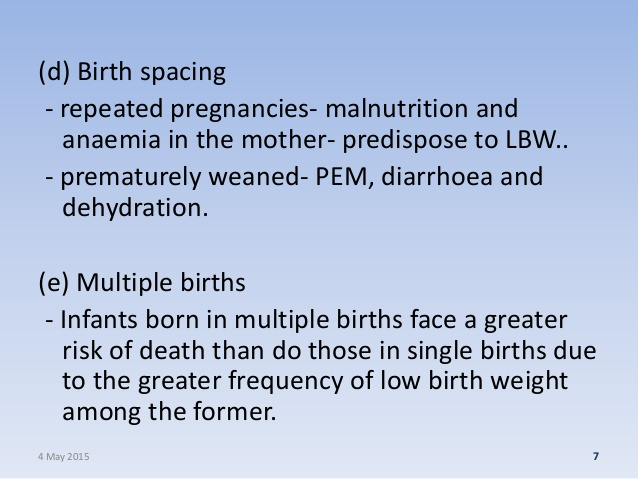 (d) Birth spacing
- repeated pregnancies- malnutrition and
anaemia in the mother- predispose to LBW..
- prematurely weaned- PEM, diarrhoea and
dehydration.
(e) Multiple births
- Infants born in multiple births face a greater
risk of death than do those in single births due
to the greater frequency of low birth weight
among the former.
4 May 2015
7